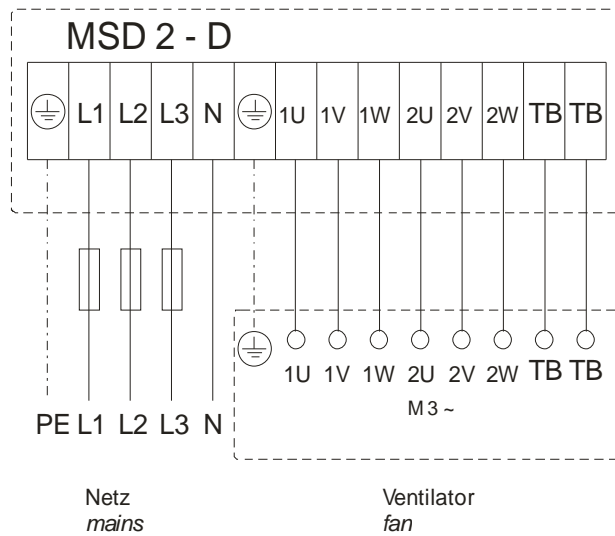 MSD 2 - D
L1 L2 L3 N 1U 1V 1W 2U 2V 2W TB TB
1U 1V 1W 2U 2V 2W TB TB
M 3 ~
PE L1 L2 L3 N
Netz Ventilator
mains fan